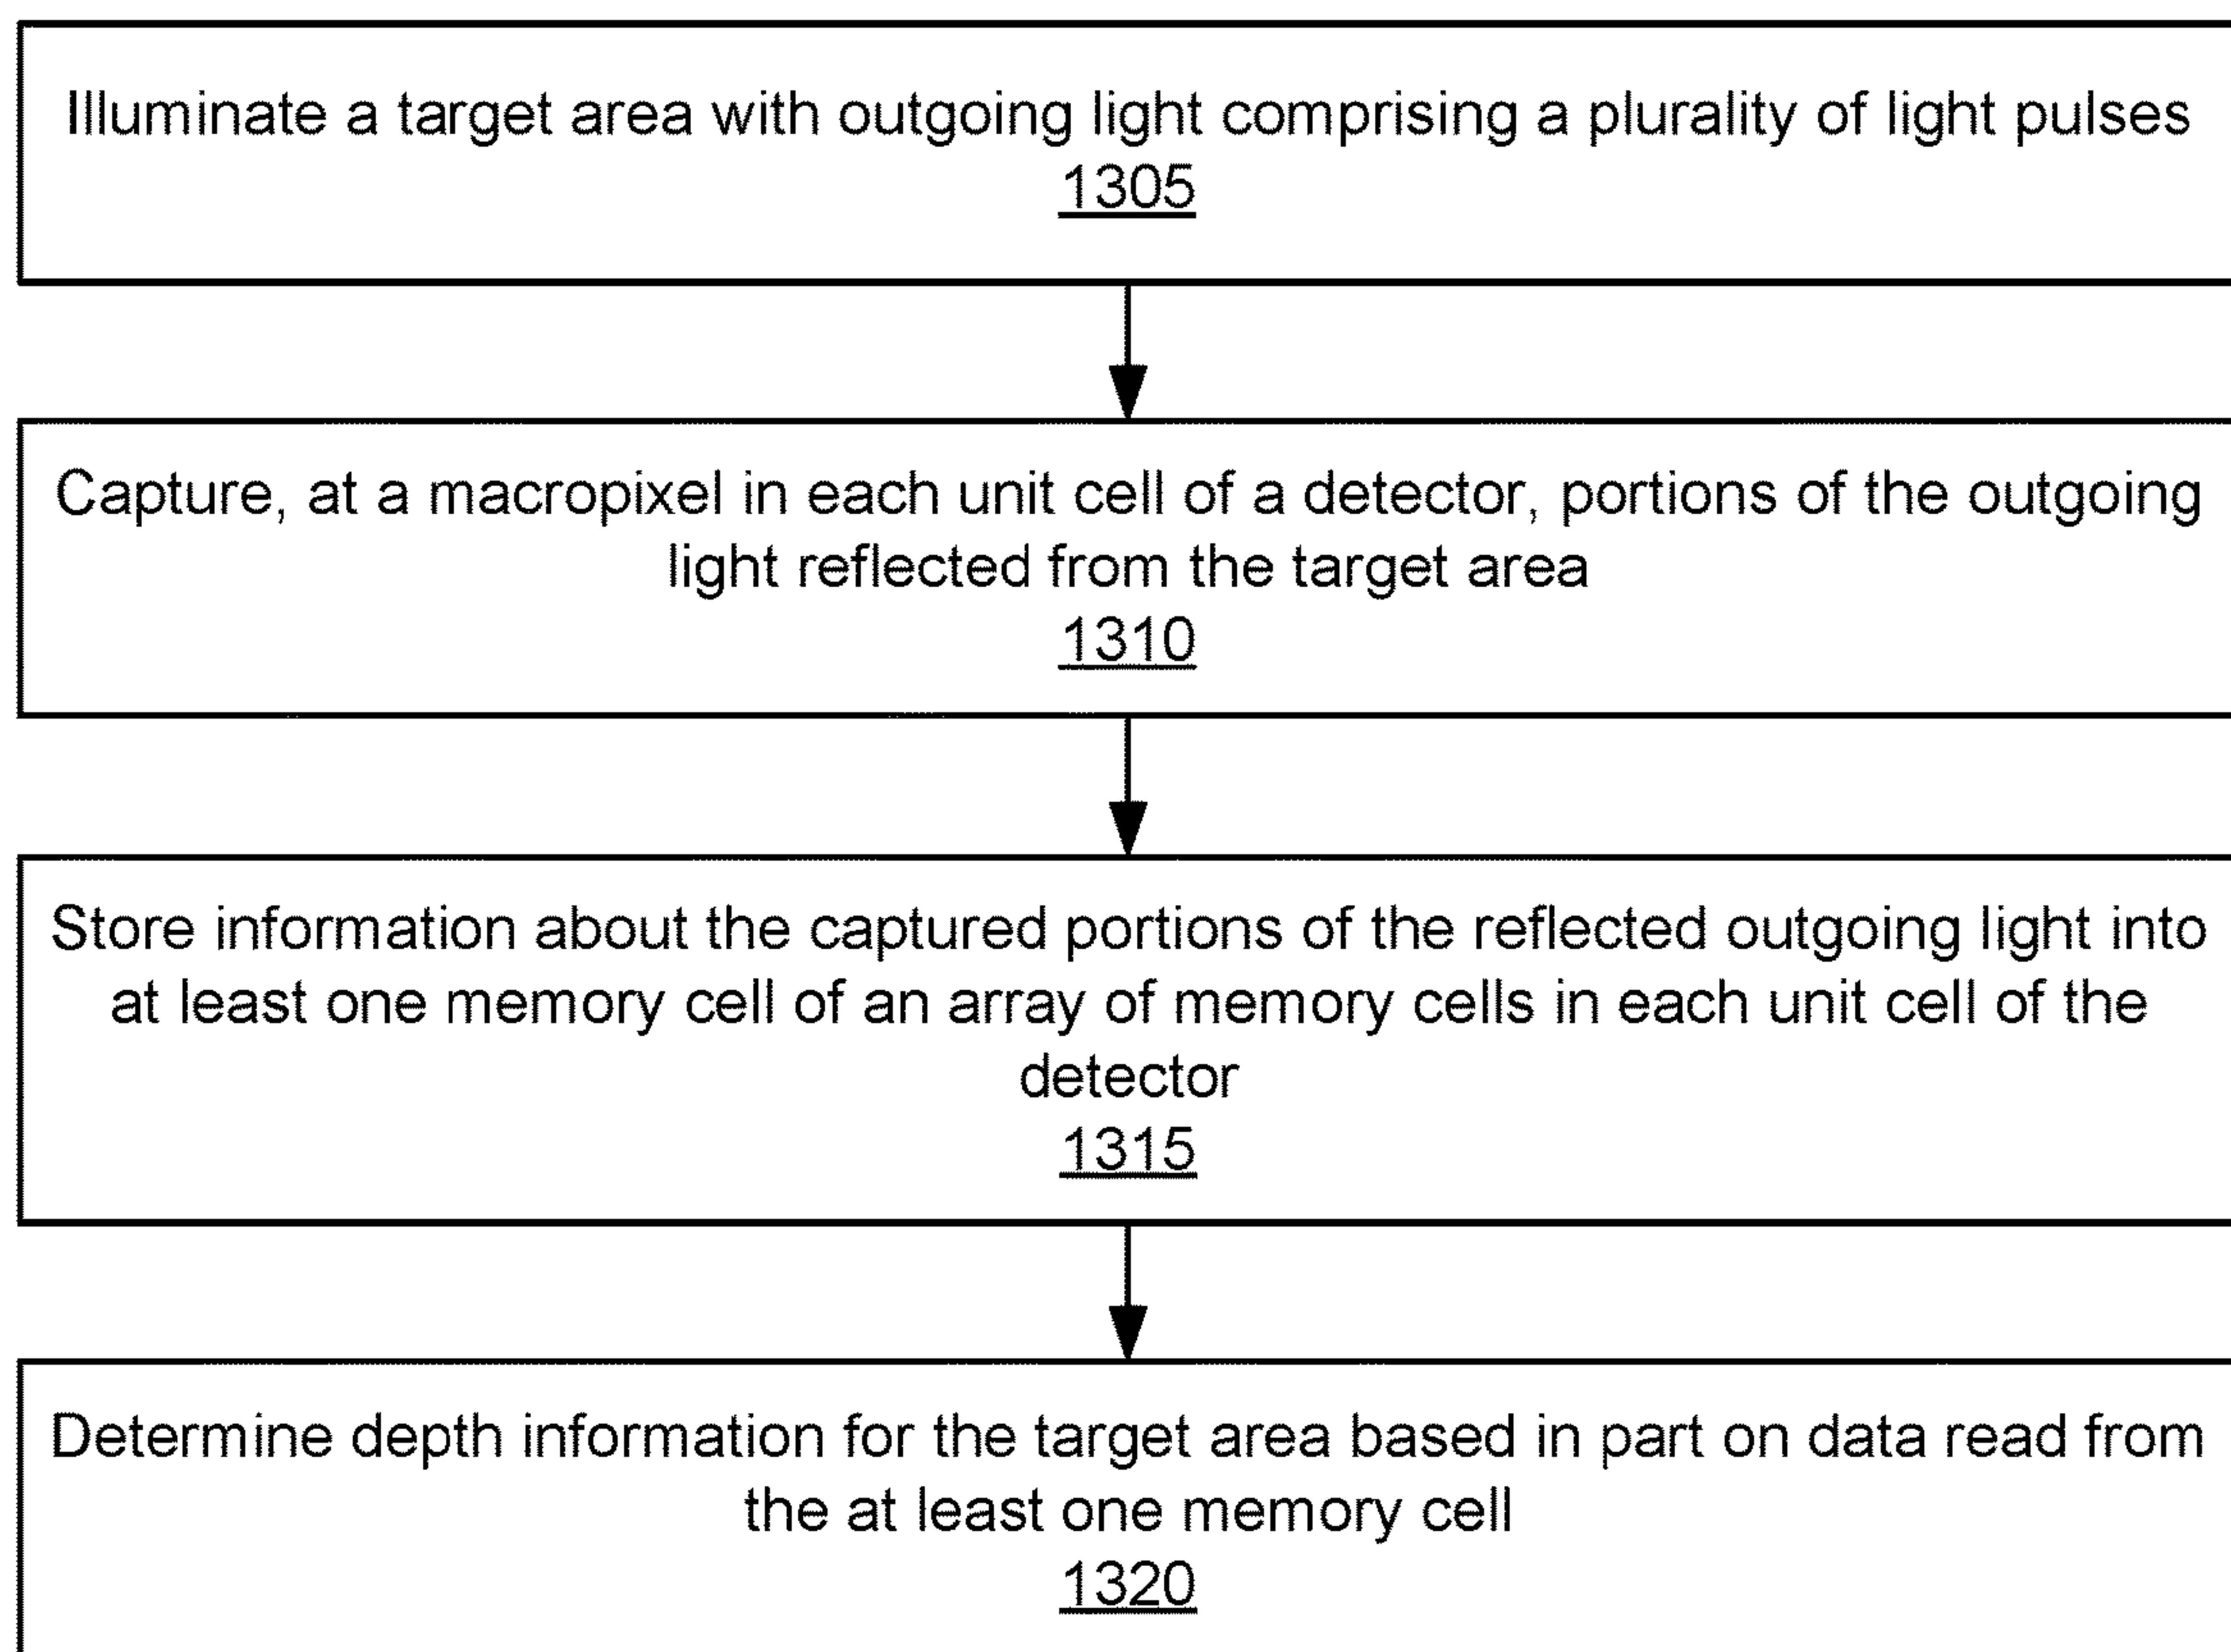 Illuminate a target area with outgoing light comprising a plurality of light pulses
1305
Capture, at a macropixel in each unit cell of a detector, portions of the outgoing
light reflected from the target area
1310
Store information about the captured portions of the reflected outgoing light into
at least one memory cell of an array of memory cells in each unit cell of the
detector
1315
Determine depth information for the target area based in part on data read from
the at least one memory cell
1320